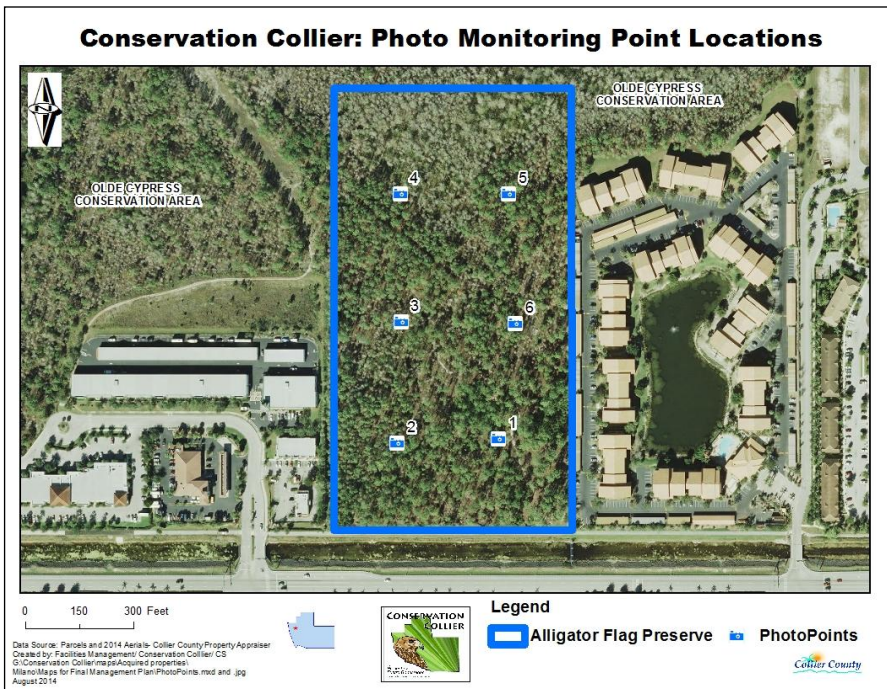 Conservation Collier: Photo Monitoring Point Locations
N
OLDE CYPRESS
CONSERVATION AREA
OLDE CYPRESS
CONSERVATION AREA
4
5
3
6
2
1
0 150 300 Feet
Data Source: Parcels and 2014 Aerials- Collier County Property Appraiser
Created by: Facilities Management/ Conservation Collier/ CS
G:\Conservation Collier\maps\Acquired properties\
Milano\Maps for Final Management Plan\PhotoPoints.mxd and .jpg
August 2014
CONSERVATION
COLLIER
Legend
Alligator Flag Preserve
PhotoPoints
Collier County